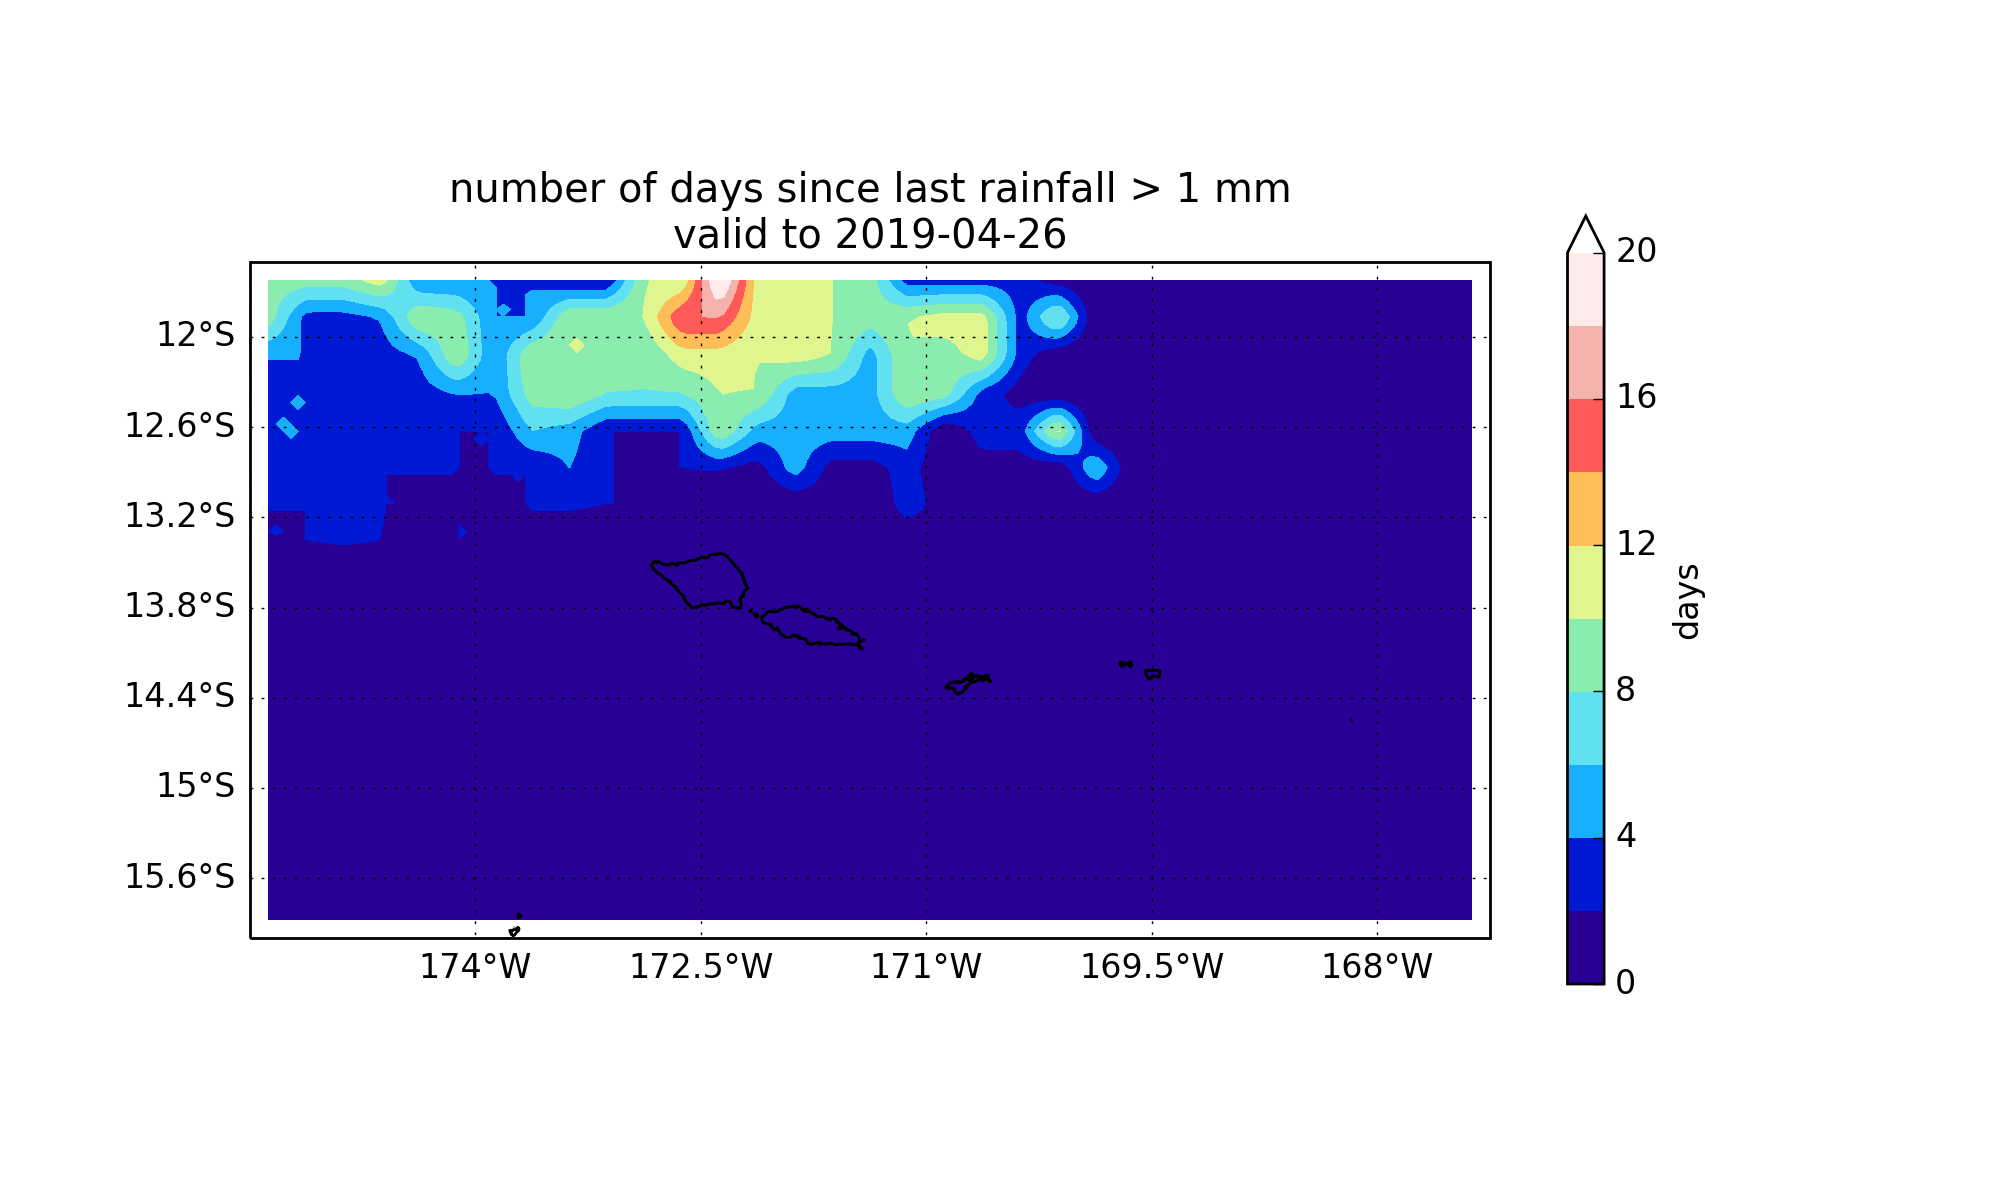 number of days since last rainfall > 1 mm
valid to 2019-04-26
12°S
12.6°S
13.2°S
13.8°S
14.4°S
15°S
15.6°S
174°W 172.5°W 171°W 169.5°W 168°W
20
16
12
8
4
0
days